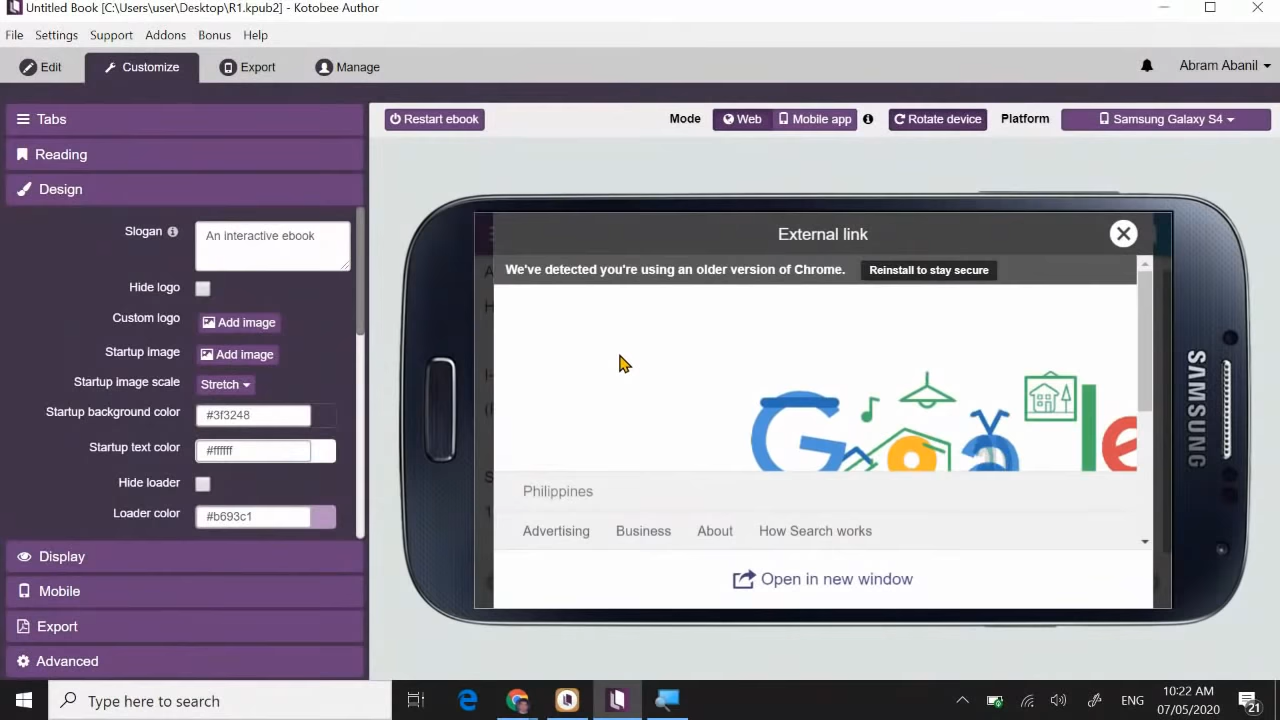 Untitled Book [C:\Users\user\Desktop\R1.kpub2] - Kotobee Author
File Settings Support Addons Bonus Help
Edit Customize Export Manage Abram Abanil
Tabs
Restart ebook Mode Web Mobile app Rotate device Platform Samsung Galaxy S4
Reading
Design
Slogan An interactive ebook
Hide logo
Custom logo Add image
Startup image Add image
Startup image scale Stretch
Startup background color #3f3248
Startup text color #ffffff
Hide loader
Loader color #b693c1
Display
Mobile
Export
Advanced
External link
We've detected you're using an older version of Chrome. Reinstall to stay secure
Google
Philippines
Advertising Business About How Search works
Open in new window
SAMSUNG
Type here to search
ENG
10:22 AM
07/05/2020
21